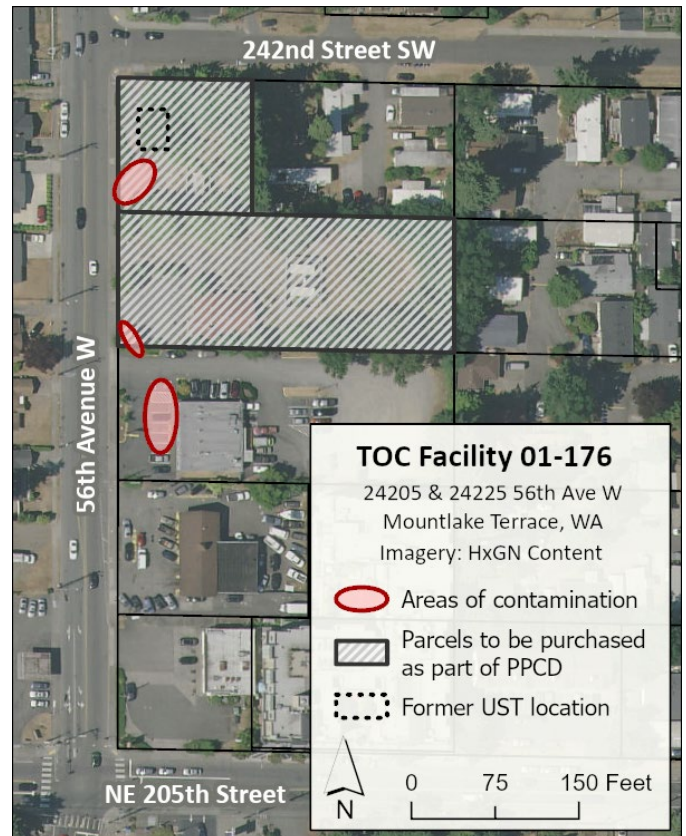 242nd Street SW
56th Avenue W
TOC Facility 01-176
24205 & 24225 56th Ave W
Mountlake Terrace, WA
Imagery: HxGN Content
Areas of contamination
Parcels to be purchased
as part of PPCD
Former UST location
N
0 75 150 Feet
NE 205th Street